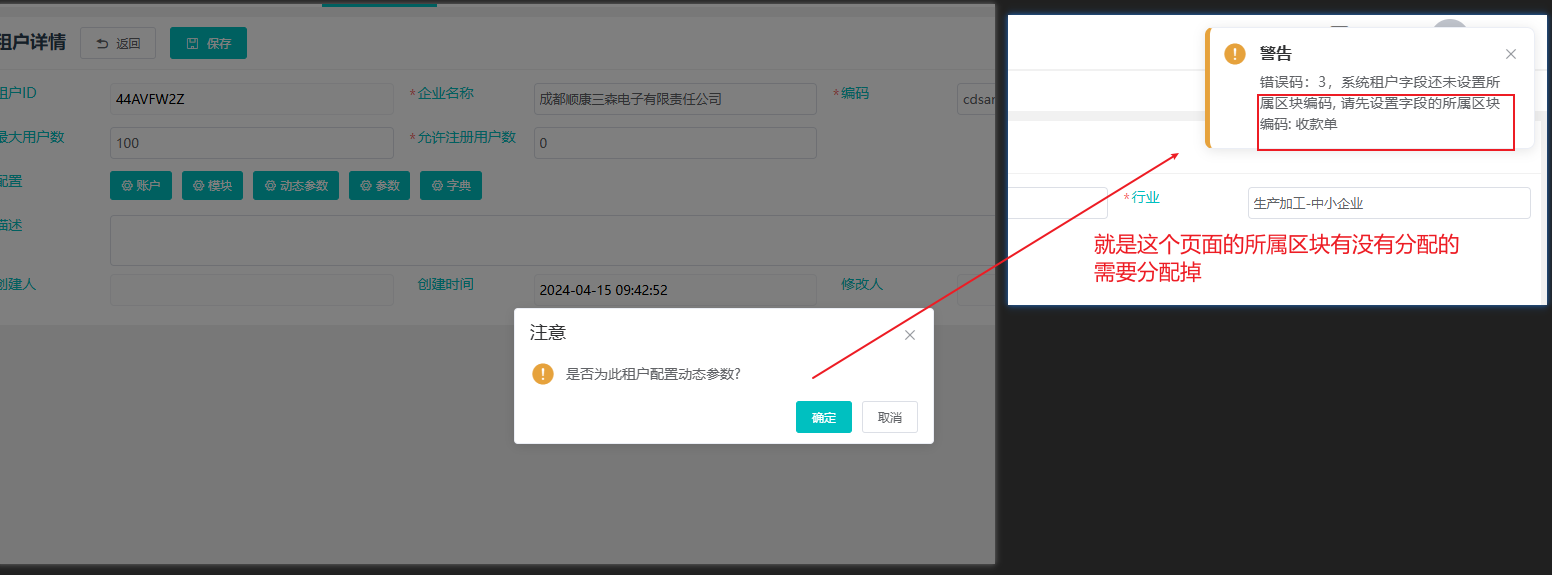 租户详情
返回
保存
租户ID
44AVFW2Z
*企业名称
成都顺康三森电子有限责任公司
*编码
cdsar
最大用户数
100
*允许注册用户数
0
配置
账户
模块
动态参数
参数
字典
描述
创建人
创建时间
2024-04-15 09:42:52
修改人
注意
是否为此租户配置动态参数?
确定
取消
警告
错误码：3，系统租户字段还未设置所
属区块编码, 请先设置字段的所属区块
编码: 收款单
*行业
生产加工-中小企业
就是这个页面的所属区块有没有分配的
需要分配掉